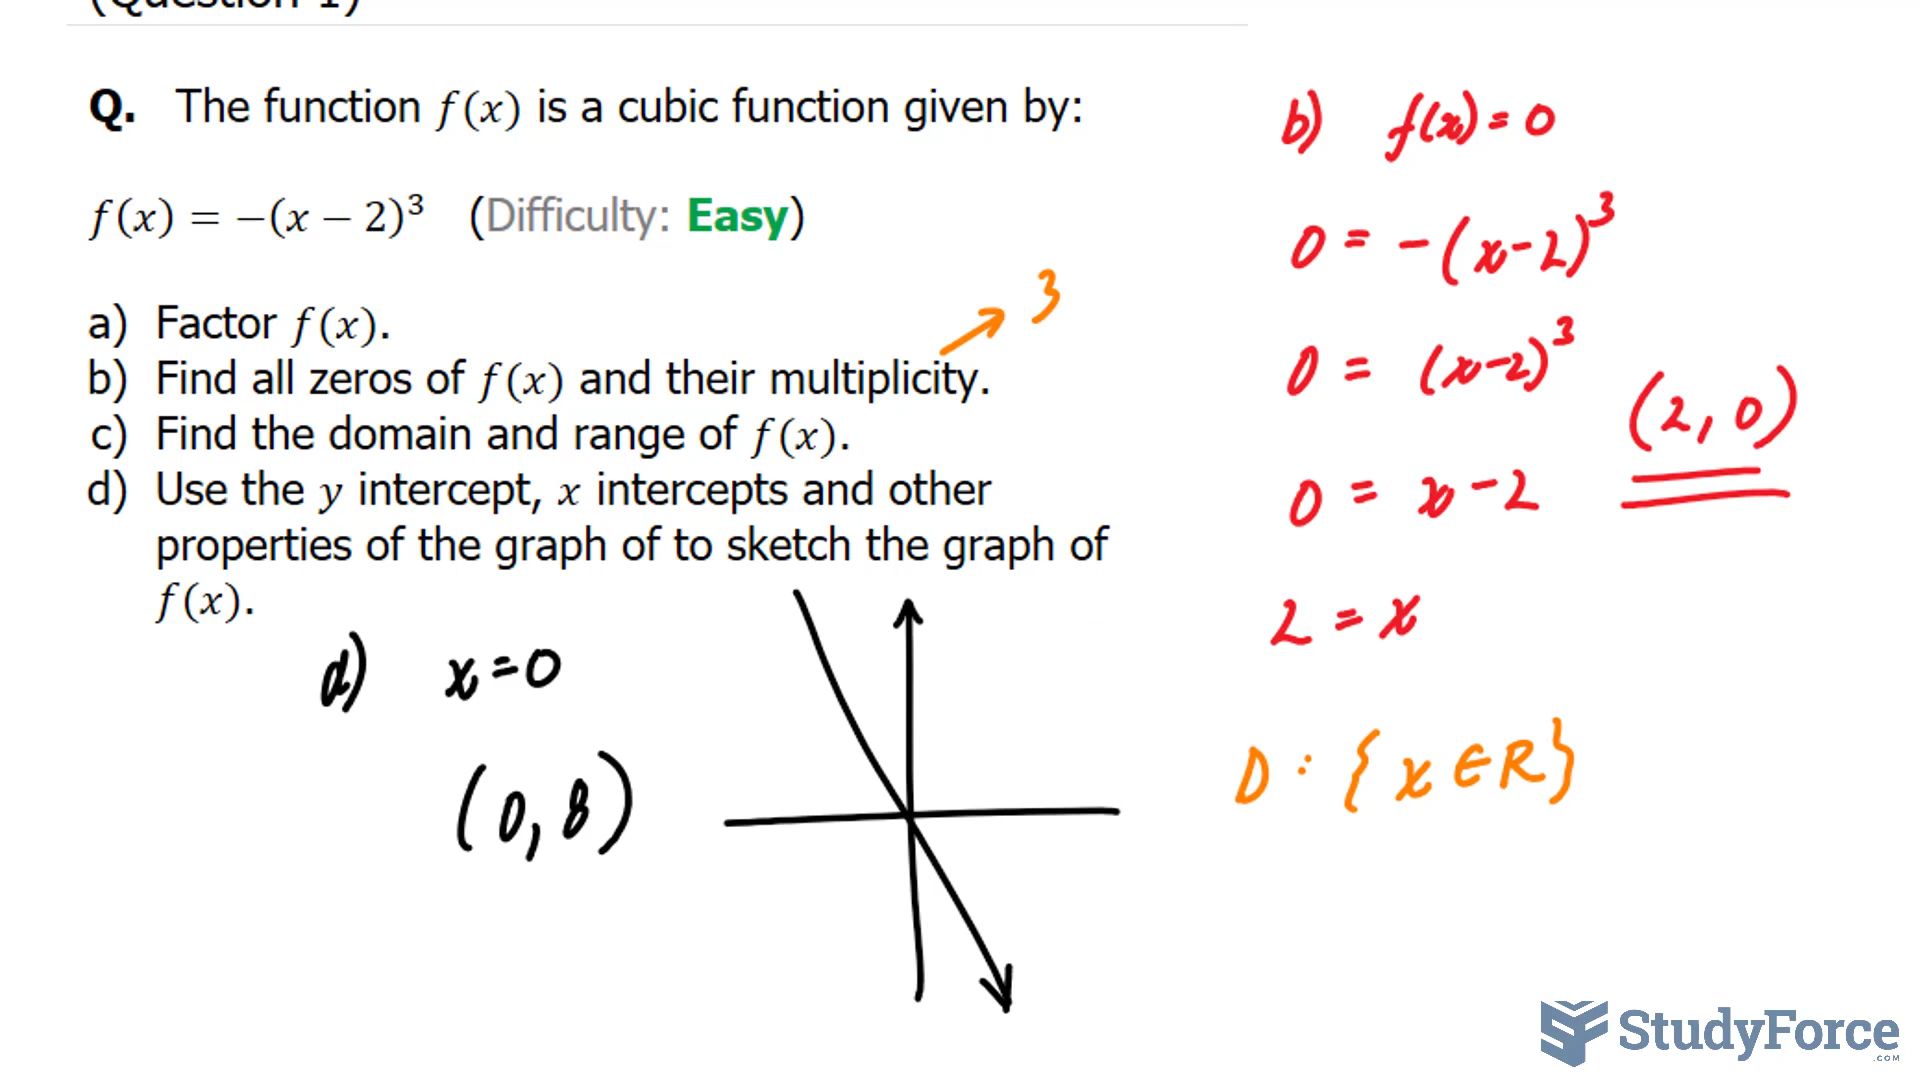 (Question 1)
Q. The function f(x) is a cubic function given by:
f(x) = −(x − 2)³ (Difficulty: Easy)
a) Factor f(x).
b) Find all zeros of f(x) and their multiplicity.
c) Find the domain and range of f(x).
d) Use the y intercept, x intercepts and other
properties of the graph of to sketch the graph of
f(x).
3
d) x=0
(0,8)
b) f(x)=0
0 = -(x-2)³
0 = (x-2)³
0 = x-2
2 = x
(2,0)
D : {x∈R}
StudyForce
.COM